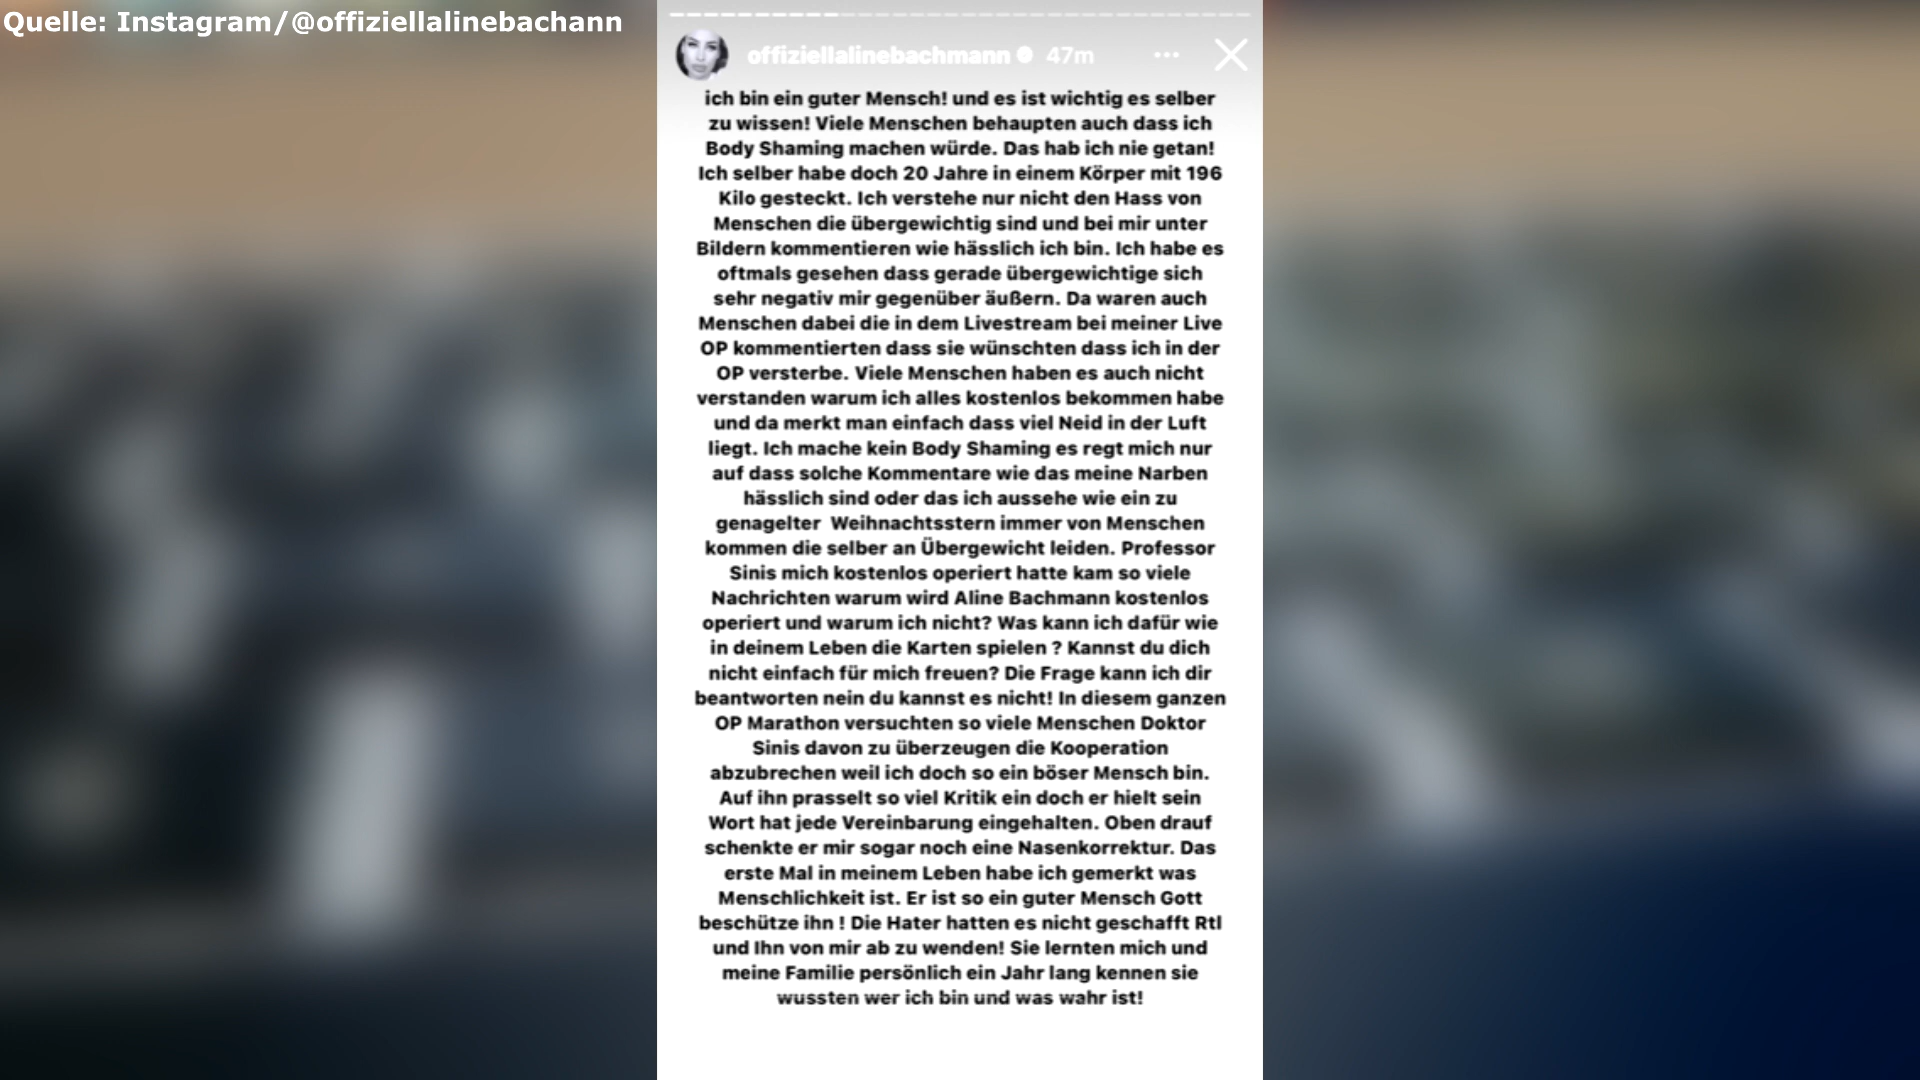 Quelle: Instagram/@offiziellalinebachann
offiziellalinebachmann 47m
ich bin ein guter Mensch! und es ist wichtig es selber
zu wissen! Viele Menschen behaupten auch dass ich
Body Shaming machen würde. Das hab ich nie getan!
Ich selber habe doch 20 Jahre in einem Körper mit 196
Kilo gesteckt. Ich verstehe nur nicht den Hass von
Menschen die übergewichtig sind und bei mir unter
Bildern kommentieren wie hässlich ich bin. Ich habe es
oftmals gesehen dass gerade übergewichtige sich
sehr negativ mir gegenüber äußern. Da waren auch
Menschen dabei die in dem Livestream bei meiner Live
OP kommentierten dass sie wünschten dass ich in der
OP versterbe. Viele Menschen haben es auch nicht
verstanden warum ich alles kostenlos bekommen habe
und da merkt man einfach dass viel Neid in der Luft
liegt. Ich mache kein Body Shaming es regt mich nur
auf dass solche Kommentare wie das meine Narben
hässlich sind oder das ich aussehe wie ein zu
genagelter Weihnachtsstern immer von Menschen
kommen die selber an Übergewicht leiden. Professor
Sinis mich kostenlos operiert hatte kam so viele
Nachrichten warum wird Aline Bachmann kostenlos
operiert und warum ich nicht? Was kann ich dafür wie
in deinem Leben die Karten spielen ? Kannst du dich
nicht einfach für mich freuen? Die Frage kann ich dir
beantworten nein du kannst es nicht! In diesem ganzen
OP Marathon versuchten so viele Menschen Doktor
Sinis davon zu überzeugen die Kooperation
abzubrechen weil ich doch so ein böser Mensch bin.
Auf ihn prasselt so viel Kritik ein doch er hielt sein
Wort hat jede Vereinbarung eingehalten. Oben drauf
schenkte er mir sogar noch eine Nasenkorrektur. Das
erste Mal in meinem Leben habe ich gemerkt was
Menschlichkeit ist. Er ist so ein guter Mensch Gott
beschütze ihn ! Die Hater hatten es nicht geschafft Rtl
und Ihn von mir ab zu wenden! Sie lernten mich und
meine Familie persönlich ein Jahr lang kennen sie
wussten wer ich bin und was wahr ist!